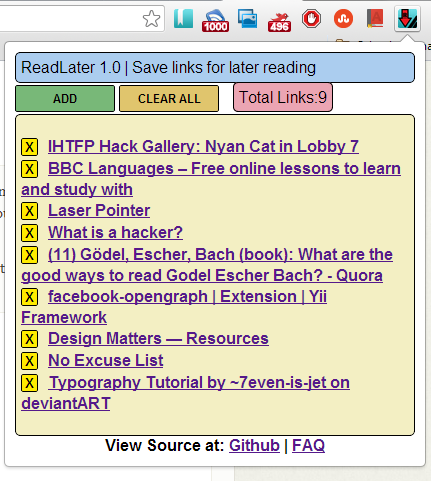 1000
496
ReadLater 1.0 | Save links for later reading
ADD CLEAR ALL Total Links:9
X IHTFP Hack Gallery: Nyan Cat in Lobby 7
X BBC Languages – Free online lessons to learn
and study with
X Laser Pointer
X What is a hacker?
X (11) Gödel, Escher, Bach (book): What are the
good ways to read Godel Escher Bach? - Quora
X facebook-opengraph | Extension | Yii
Framework
X Design Matters — Resources
X No Excuse List
X Typography Tutorial by ~7even-is-jet on
deviantART
View Source at: Github | FAQ